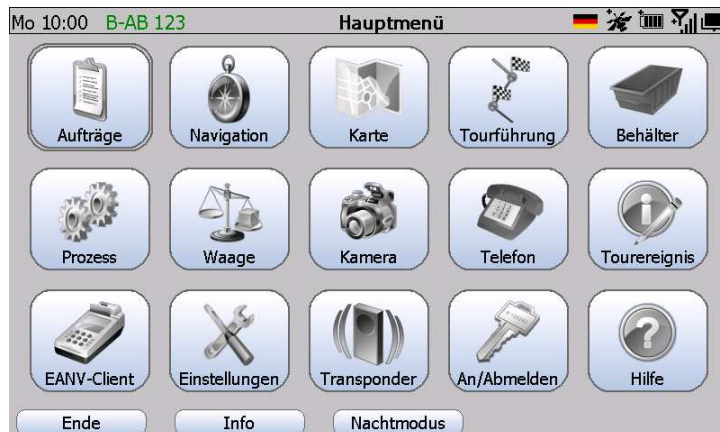 Mo 10:00 B-AB 123 Hauptmenü
Aufträge Navigation Karte Tourführung Behälter
Prozess Waage Kamera Telefon Tourereignis
EANV-Client Einstellungen Transponder An/Abmelden Hilfe
Ende Info Nachtmodus